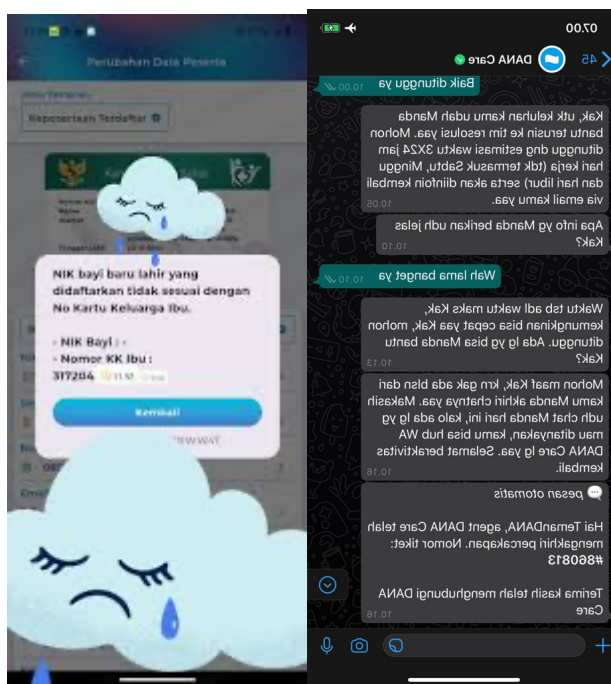 Perubahan Data Peserta
Kepesertaan Terdaftar
NIK bayi baru lahir yang
didaftarkan tidak sesuai dengan
No Kartu Keluarga Ibu.
- NIK Bayi : -
- Nomor KK Ibu :
317204
Kembali
07.00
45
DANA Care
Baik ditunggu ya
10.00
Kak, utk keluhan kamu udah Manda
bantu terusin ke tim resolusi yaa. Mohon
ditunggu dng estimasi waktu 3X24 jam
hari kerja (tdk termasuk Sabtu, Minggu
dan hari libur) serta akan diinfoin kembali
via email kamu yaa.
10.05
Apa info yg Manda berikan udh jelas
Kak?
10.10
Wah lama banget ya
10.10
Waktu tsb adl waktu maks Kak,
kemungkinan bisa cepat yaa Kak, mohon
ditunggu. Ada lg yg bisa Manda bantu
Kak?
10.13
Mohon maaf Kak, krn gak ada blsn dari
kamu Manda akhiri chatnya yaa. Makasih
udh chat Manda hari ini, kalo ada lg yg
mau ditanyakan, kamu bisa hub WA
DANA Care lg yaa. Selamat beraktivitas
kembali.
10.16
pesan otomatis
Hai TemanDANA, agent DANA Care telah
mengakhiri percakapan. Nomor tiket:
#860813
Terima kasih telah menghubungi DANA
Care
10.16